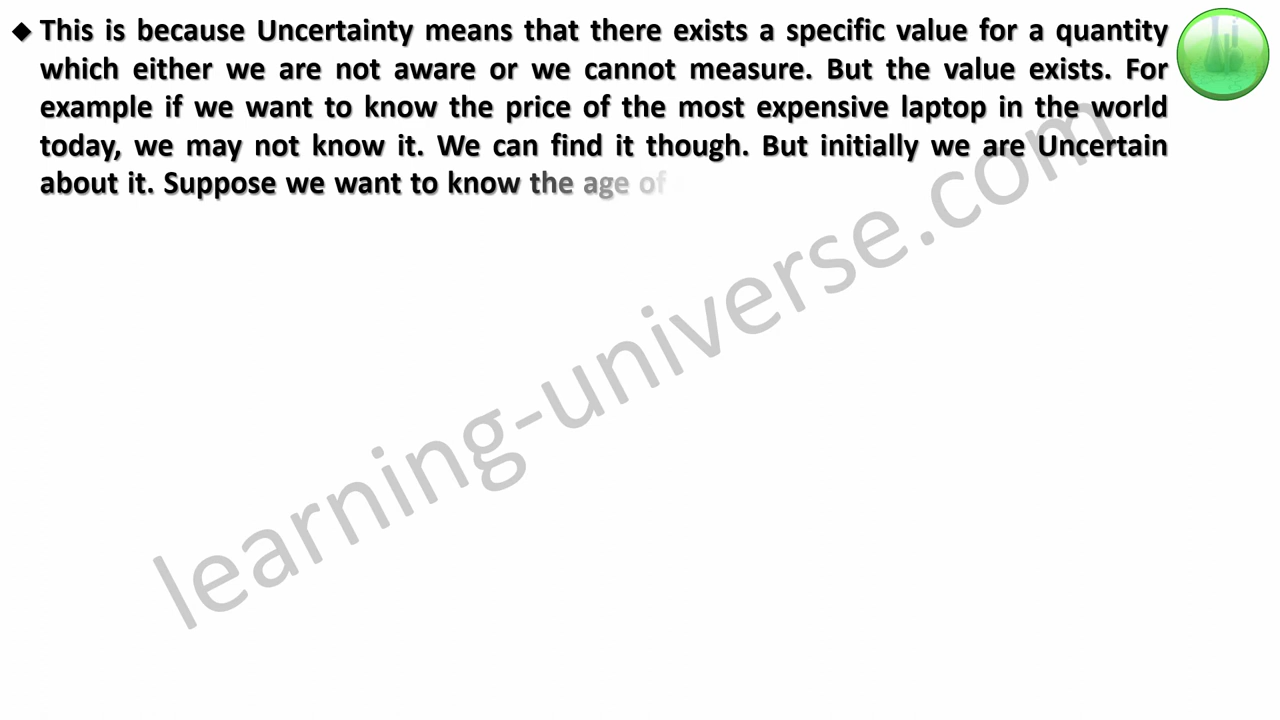 ◆ This is because Uncertainty means that there exists a specific value for a quantity
which either we are not aware or we cannot measure. But the value exists. For
example if we want to know the price of the most expensive laptop in the world
today, we may not know it. We can find it though. But initially we are Uncertain
about it. Suppose we want to know the age of
learning-universe.com